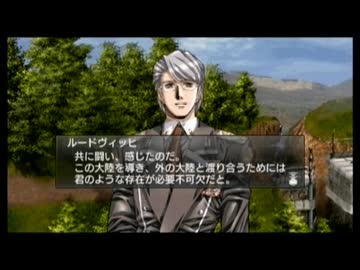 ルードヴィッヒ
共に闘い、感じたのだ。
この大陸を導き、外の大陸と渡り合うためには
君のような存在が必要不可欠だと。